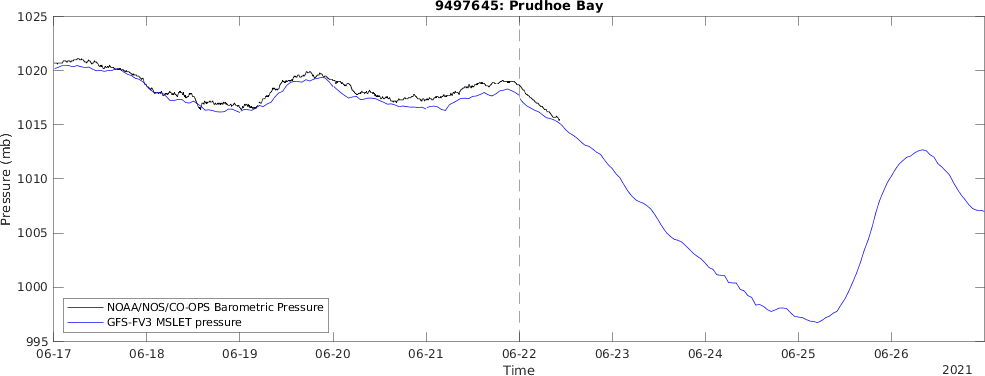 9497645: Prudhoe Bay
1025
1020
1015
1010
1005
1000
995
Pressure (mb)
NOAA/NOS/CO-OPS Barometric Pressure
GFS-FV3 MSLET pressure
06-17 06-18 06-19 06-20 06-21 06-22 06-23 06-24 06-25 06-26
Time
2021